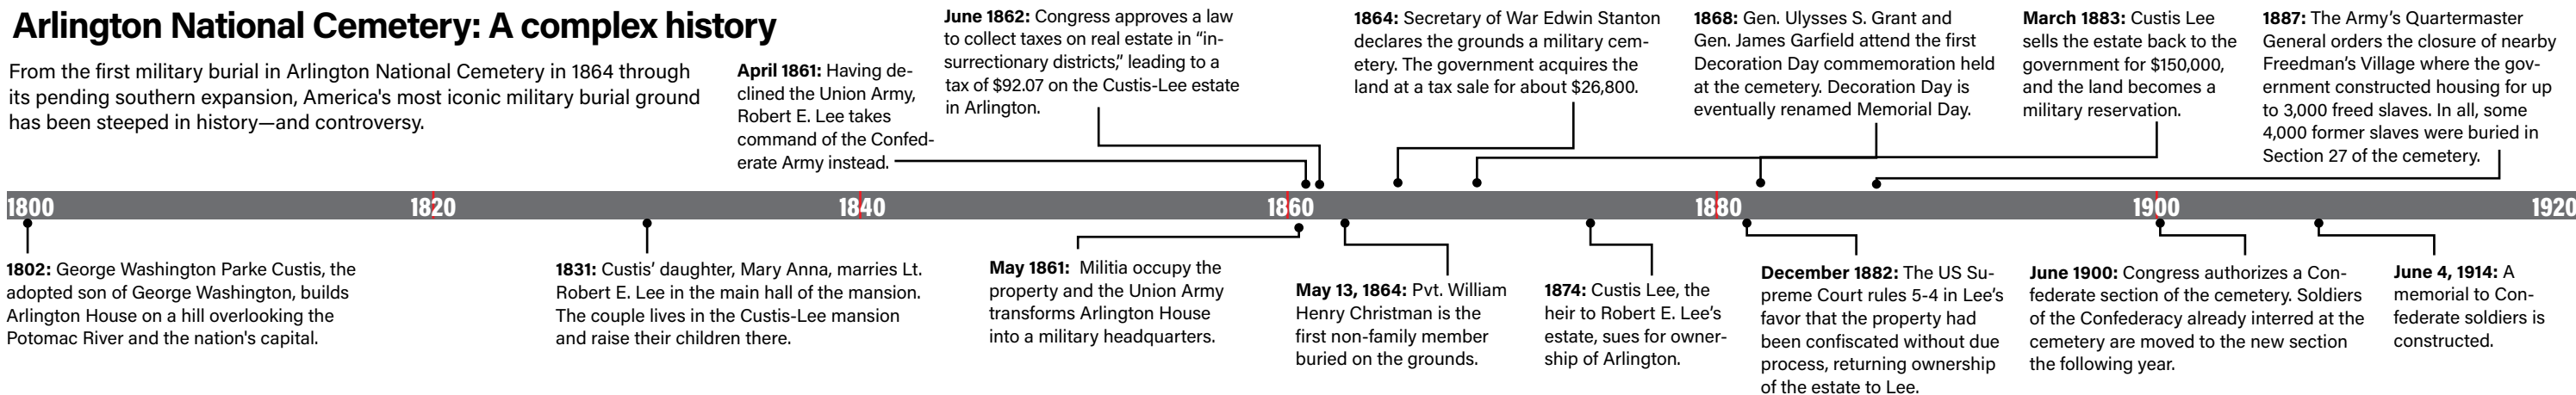 Arlington National Cemetery: A complex history
From the first military burial in Arlington National Cemetery in 1864 through
its pending southern expansion, America's most iconic military burial ground
has been steeped in history—and controversy.
April 1861: Having de-
clined the Union Army,
Robert E. Lee takes
command of the Confed-
erate Army instead.
June 1862: Congress approves a law
to collect taxes on real estate in “in-
surrectionary districts,” leading to a
tax of $92.07 on the Custis-Lee estate
in Arlington.
1864: Secretary of War Edwin Stanton
declares the grounds a military cem-
etery. The government acquires the
land at a tax sale for about $26,800.
1868: Gen. Ulysses S. Grant and
Gen. James Garfield attend the first
Decoration Day commemoration held
at the cemetery. Decoration Day is
eventually renamed Memorial Day.
March 1883: Custis Lee
sells the estate back to the
government for $150,000,
and the land becomes a
military reservation.
1887: The Army’s Quartermaster
General orders the closure of nearby
Freedman’s Village where the gov-
ernment constructed housing for up
to 3,000 freed slaves. In all, some
4,000 former slaves were buried in
Section 27 of the cemetery.
1800 1820 1840 1860 1880 1900 1920
1802: George Washington Parke Custis, the
adopted son of George Washington, builds
Arlington House on a hill overlooking the
Potomac River and the nation's capital.
1831: Custis’ daughter, Mary Anna, marries Lt.
Robert E. Lee in the main hall of the mansion.
The couple lives in the Custis-Lee mansion
and raise their children there.
May 1861: Militia occupy the
property and the Union Army
transforms Arlington House
into a military headquarters.
May 13, 1864: Pvt. William
Henry Christman is the
first non-family member
buried on the grounds.
1874: Custis Lee, the
heir to Robert E. Lee’s
estate, sues for owner-
ship of Arlington.
December 1882: The US Su-
preme Court rules 5-4 in Lee’s
favor that the property had
been confiscated without due
process, returning ownership
of the estate to Lee.
June 1900: Congress authorizes a Con-
federate section of the cemetery. Soldiers
of the Confederacy already interred at the
cemetery are moved to the new section
the following year.
June 4, 1914: A
memorial to Con-
federate soldiers is
constructed.